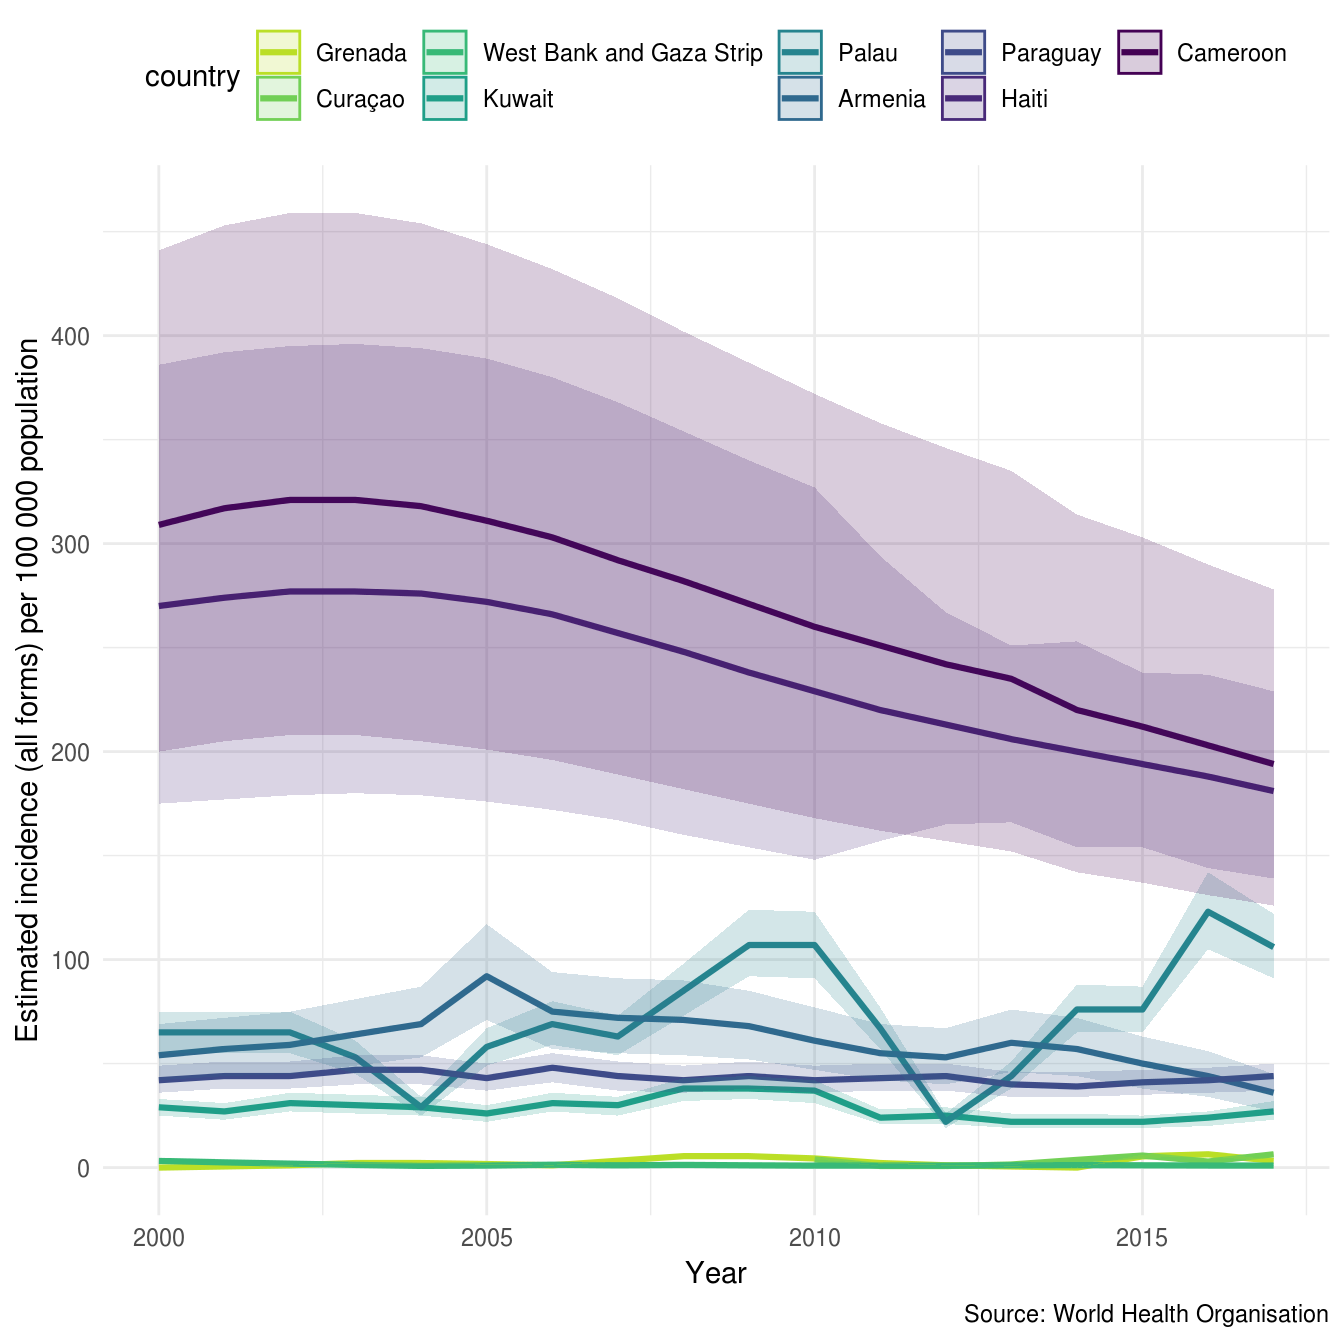 country
Grenada
West Bank and Gaza Strip
Palau
Paraguay
Cameroon
Curaçao
Kuwait
Armenia
Haiti
Estimated incidence (all forms) per 100 000 population
400
300
200
100
0
2000
2005
2010
2015
Year
Source: World Health Organisation